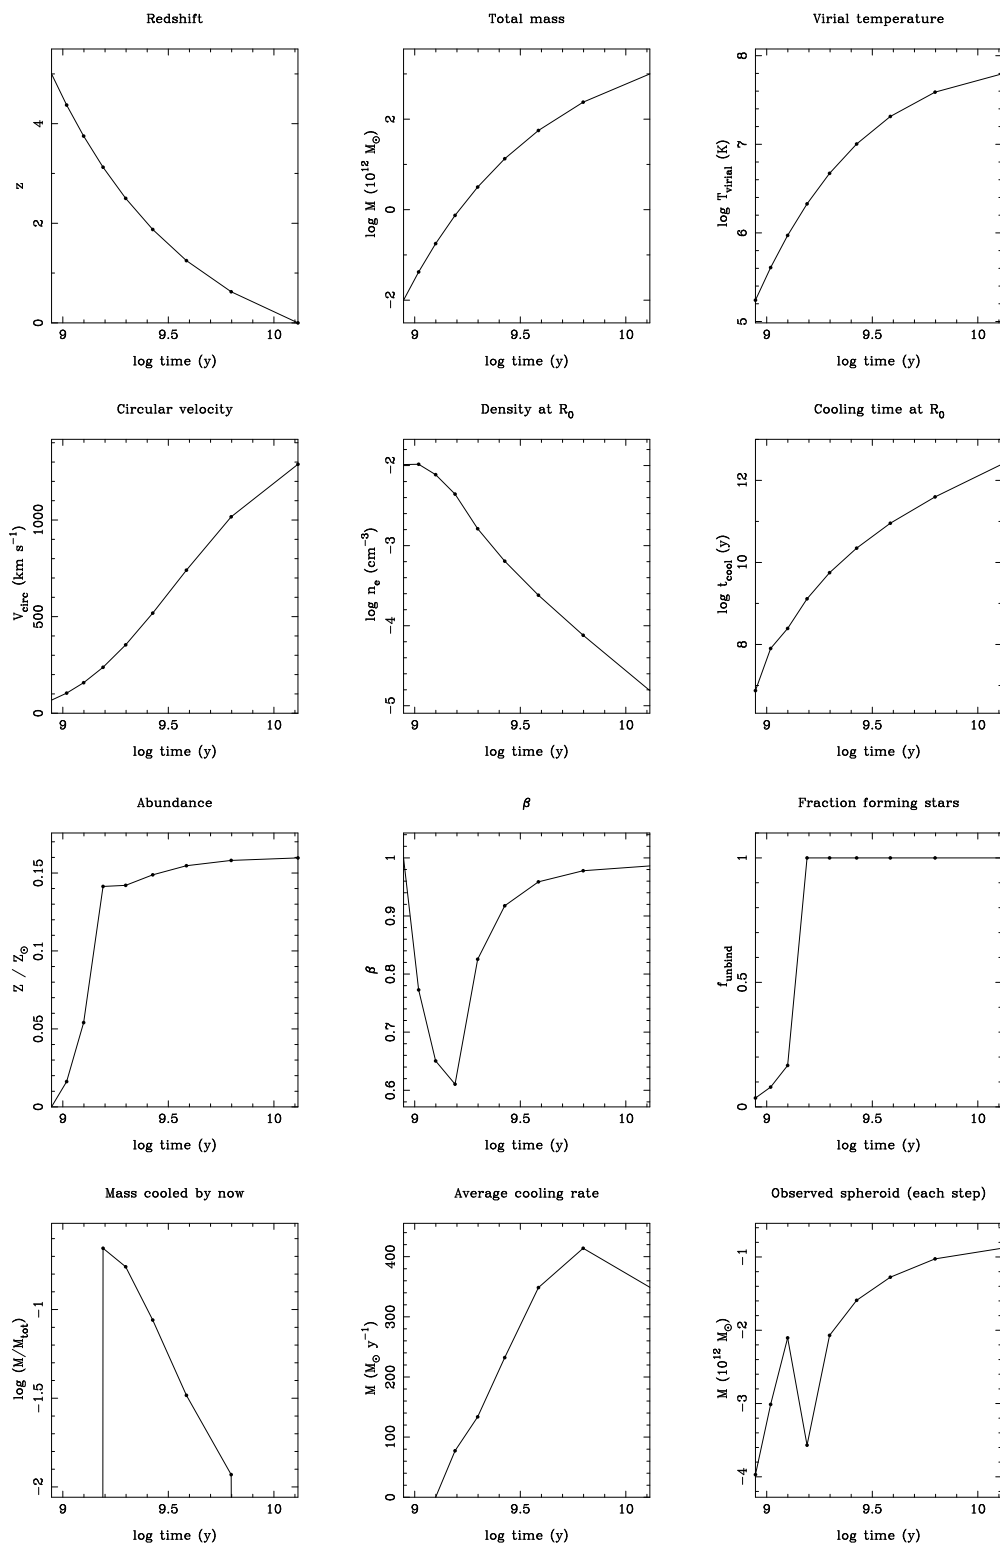 Redshift
Total mass
Virial temperature
z
4
2
0
9
9.5
10
log time (y)
log M (10^12 M⊙)
2
0
−2
9
9.5
10
log time (y)
log T_virial (K)
8
7
6
5
9
9.5
10
log time (y)
Circular velocity
Density at R_0
Cooling time at R_0
V_circ (km s^−1)
1000
500
0
9
9.5
10
log time (y)
log n_e (cm^−3)
−2
−3
−4
−5
9
9.5
10
log time (y)
log t_cool (y)
12
10
8
9
9.5
10
log time (y)
Abundance
β
Fraction forming stars
Z / Z⊙
0.15
0.1
0.05
0
9
9.5
10
log time (y)
β
1
0.9
0.8
0.7
0.6
9
9.5
10
log time (y)
f_unbind
1
0.5
0
9
9.5
10
log time (y)
Mass cooled by now
Average cooling rate
Observed spheroid (each step)
log (M/M_tot)
−1
−1.5
−2
9
9.5
10
log time (y)
M (M⊙ y^−1)
400
300
200
100
0
9
9.5
10
log time (y)
M (10^12 M⊙)
−1
−2
−3
−4
9
9.5
10
log time (y)